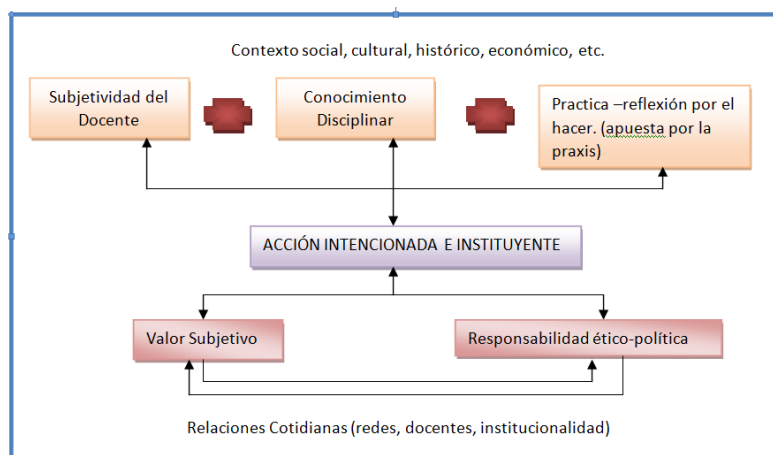 Contexto social, cultural, histórico, económico, etc.
Subjetividad del
Docente
Conocimiento
Disciplinar
Practica –reflexión por el
hacer. (apuesta por la
praxis)
ACCIÓN INTENCIONADA E INSTITUYENTE
Valor Subjetivo
Responsabilidad ético-política
Relaciones Cotidianas (redes, docentes, institucionalidad)